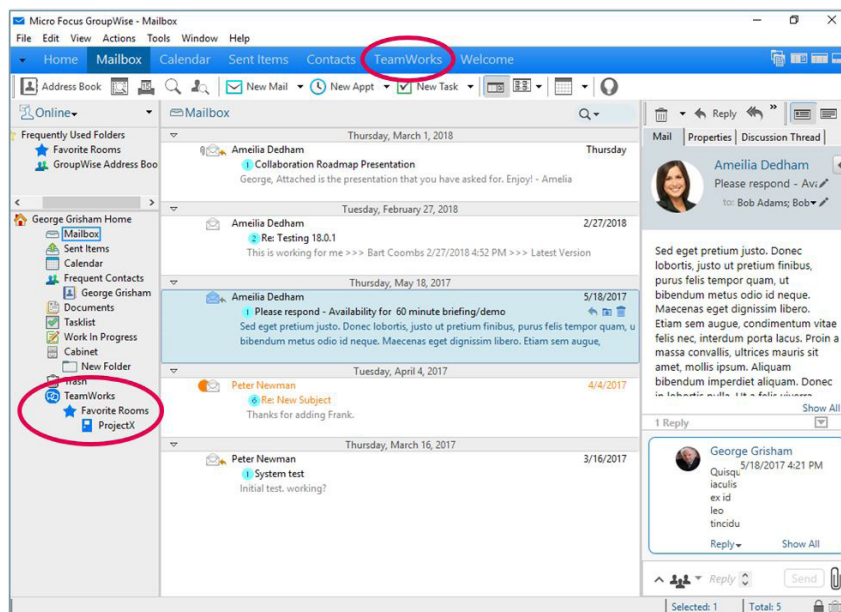 Micro Focus GroupWise - Mailbox
File Edit View Actions Tools Window Help
Home Mailbox Calendar Sent Items Contacts TeamWorks Welcome
Address Book New Mail New Appt New Task
Online
Frequently Used Folders
Favorite Rooms
GroupWise Address Boo
George Grisham Home
Mailbox
Sent Items
Calendar
Frequent Contacts
George Grisham
Documents
Tasklist
Work In Progress
Cabinet
New Folder
Trash
TeamWorks
Favorite Rooms
ProjectX
Mailbox
Thursday, March 1, 2018
Ameilia Dedham Thursday
1 Collaboration Roadmap Presentation
George, Attached is the presentation that you have asked for. Enjoy! - Amelia
Tuesday, February 27, 2018
Ameilia Dedham 2/27/2018
2 Re: Testing 18.0.1
This is working for me >>> Bart Coombs 2/27/2018 4:52 PM >>> Latest Version
Thursday, May 18, 2017
Ameilia Dedham 5/18/2017
1 Please respond - Availability for 60 minute briefing/demo
Sed eget pretium justo. Donec lobortis, justo ut pretium finibus, purus felis tempor quam, u
bibendum metus odio id neque. Maecenas eget dignissim libero. Etiam sem augue,
Tuesday, April 4, 2017
Peter Newman 4/4/2017
6 Re: New Subject
Thanks for adding Frank.
Thursday, March 16, 2017
Peter Newman 3/16/2017
1 System test
Initial test. working?
Reply »
Mail Properties Discussion Thread
Ameilia Dedham
Please respond - Ava
to: Bob Adams; Bob
Sed eget pretium justo. Donec
lobortis, justo ut pretium finibus,
purus felis tempor quam, ut
bibendum metus odio id neque.
Maecenas eget dignissim libero.
Etiam sem augue, condimentum vitae
felis nec, interdum porta lacus. Proin a
massa convallis, ultrices mauris sit
amet, mollis ipsum. Aliquam
bibendum imperdiet aliquam. Donec
Show All
1 Reply
George Grisham
5/18/2017 4:21 PM
Quisqu
iaculis
ex id
leo
tincidu
Reply Show All
Reply Send
Selected: 1 Total: 5